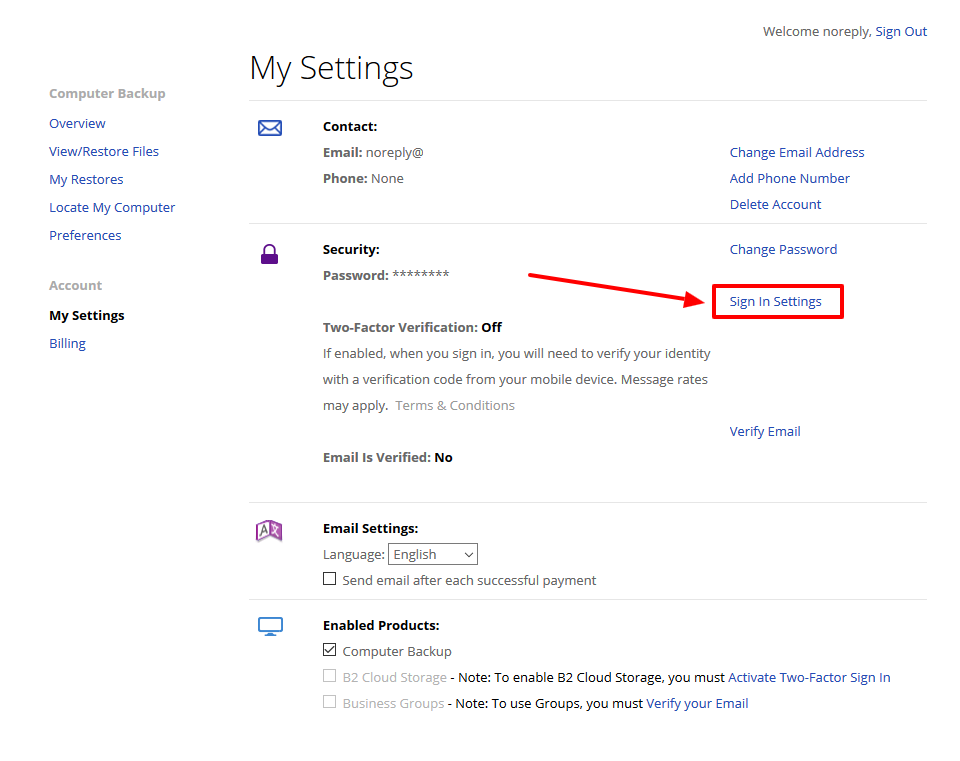 Welcome noreply, Sign Out
My Settings
Computer Backup
Overview
View/Restore Files
My Restores
Locate My Computer
Preferences
Account
My Settings
Billing
Contact:
Email: noreply@
Change Email Address
Phone: None
Add Phone Number
Delete Account
Security:
Change Password
Password: ********
Sign In Settings
Two-Factor Verification: Off
If enabled, when you sign in, you will need to verify your identity
with a verification code from your mobile device. Message rates
may apply. Terms & Conditions
Verify Email
Email Is Verified: No
Email Settings:
Language: English
Send email after each successful payment
Enabled Products:
Computer Backup
B2 Cloud Storage - Note: To enable B2 Cloud Storage, you must Activate Two-Factor Sign In
Business Groups - Note: To use Groups, you must Verify your Email